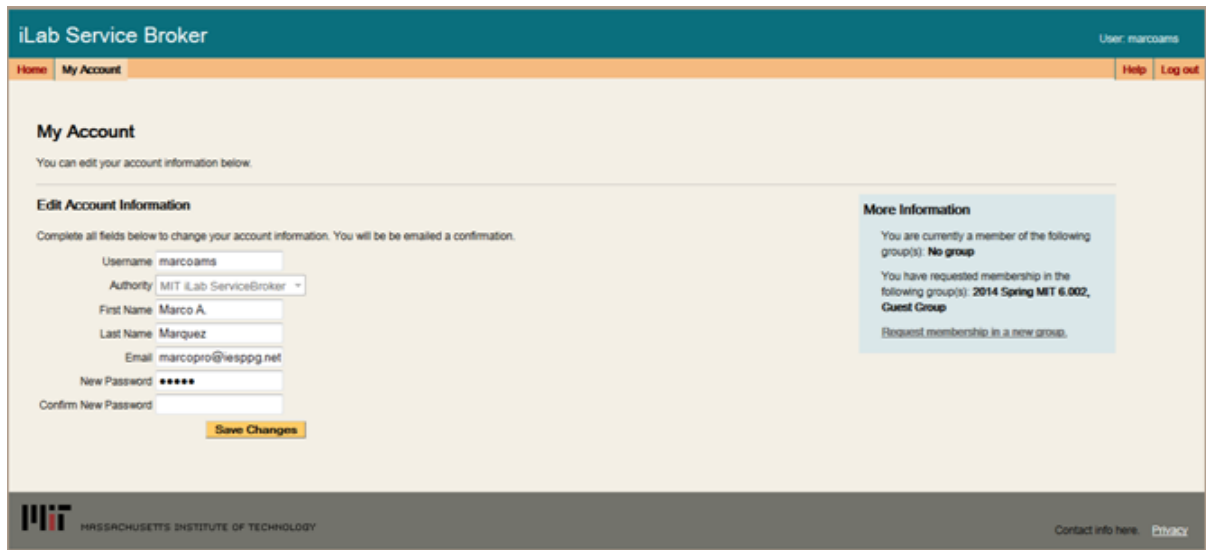 iLab Service Broker
User: marcoams
Home My Account
Help Log out
My Account
You can edit your account information below.
Edit Account Information
Complete all fields below to change your account information. You will be be emailed a confirmation.
Username marcoams
Authority MIT iLab ServiceBroker
First Name Marco A.
Last Name Marquez
Email marcopro@iesppg.net
New Password •••••
Confirm New Password
Save Changes
More Information
You are currently a member of the following
group(s): No group
You have requested membership in the
following group(s): 2014 Spring MIT 6.002,
Guest Group
Request membership in a new group.
MIT MASSACHUSETTS INSTITUTE OF TECHNOLOGY
Contact info here. Privacy